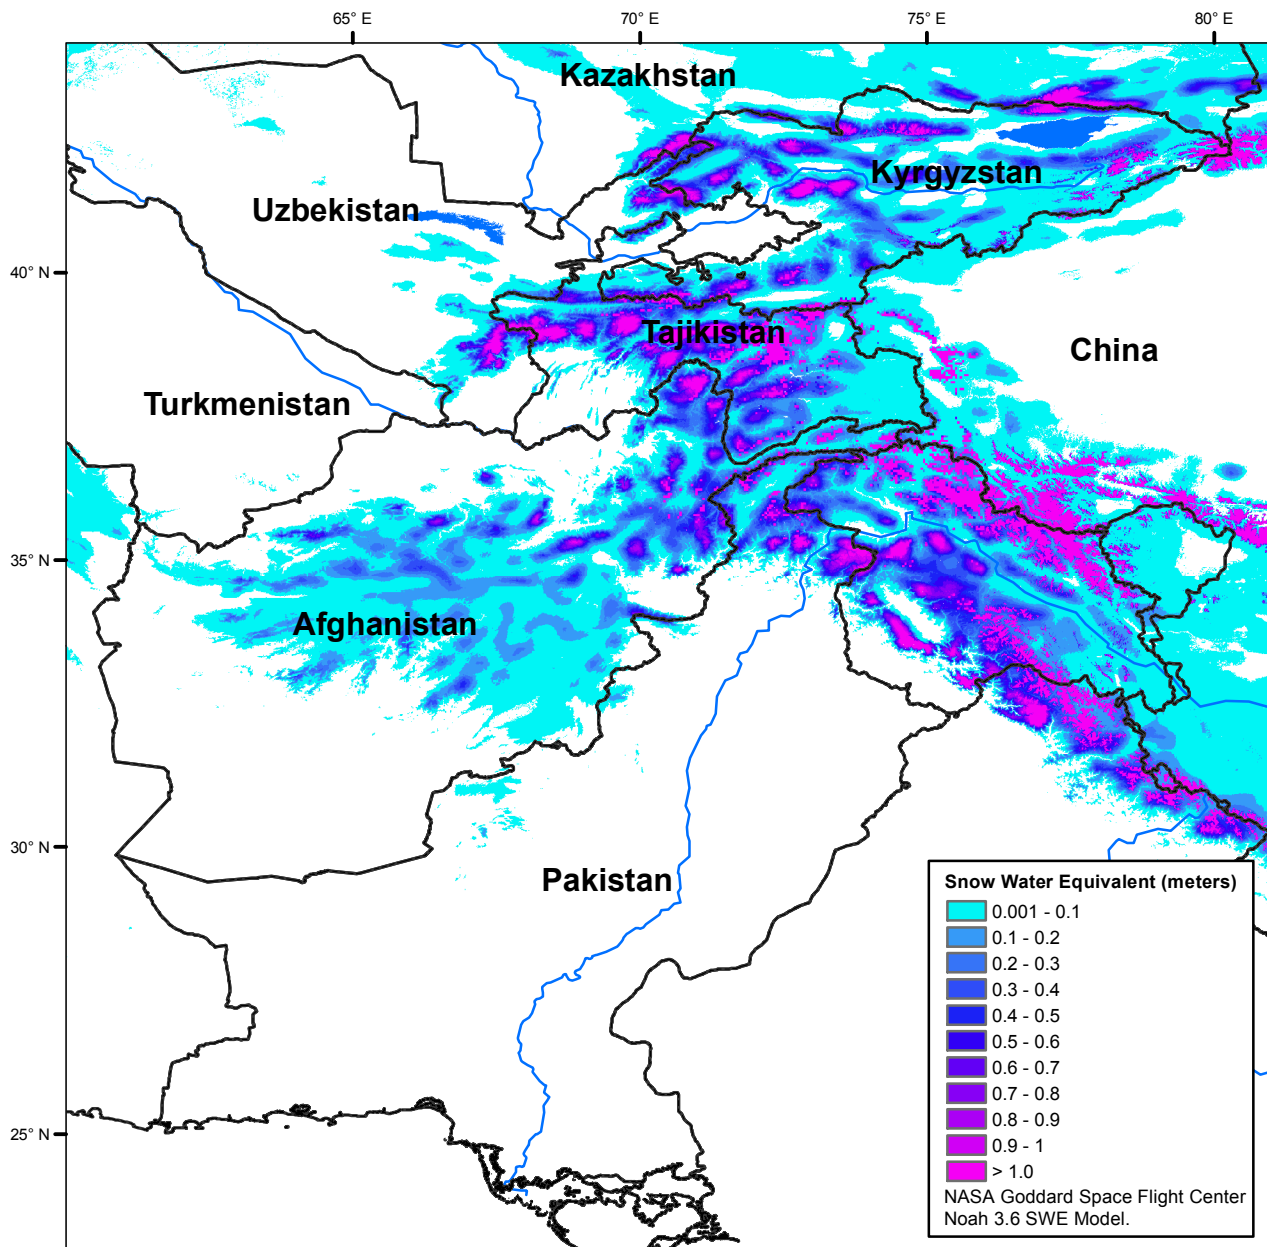 65° E
70° E
75° E
80° E
Kazakhstan
Kyrgyzstan
Uzbekistan
40° N
Tajikistan
China
Turkmenistan
35° N
Afghanistan
30° N
Pakistan
Snow Water Equivalent (meters)
0.001 - 0.1
0.1 - 0.2
0.2 - 0.3
0.3 - 0.4
0.4 - 0.5
0.5 - 0.6
0.6 - 0.7
0.7 - 0.8
0.8 - 0.9
0.9 - 1
> 1.0
25° N
NASA Goddard Space Flight Center
Noah 3.6 SWE Model.